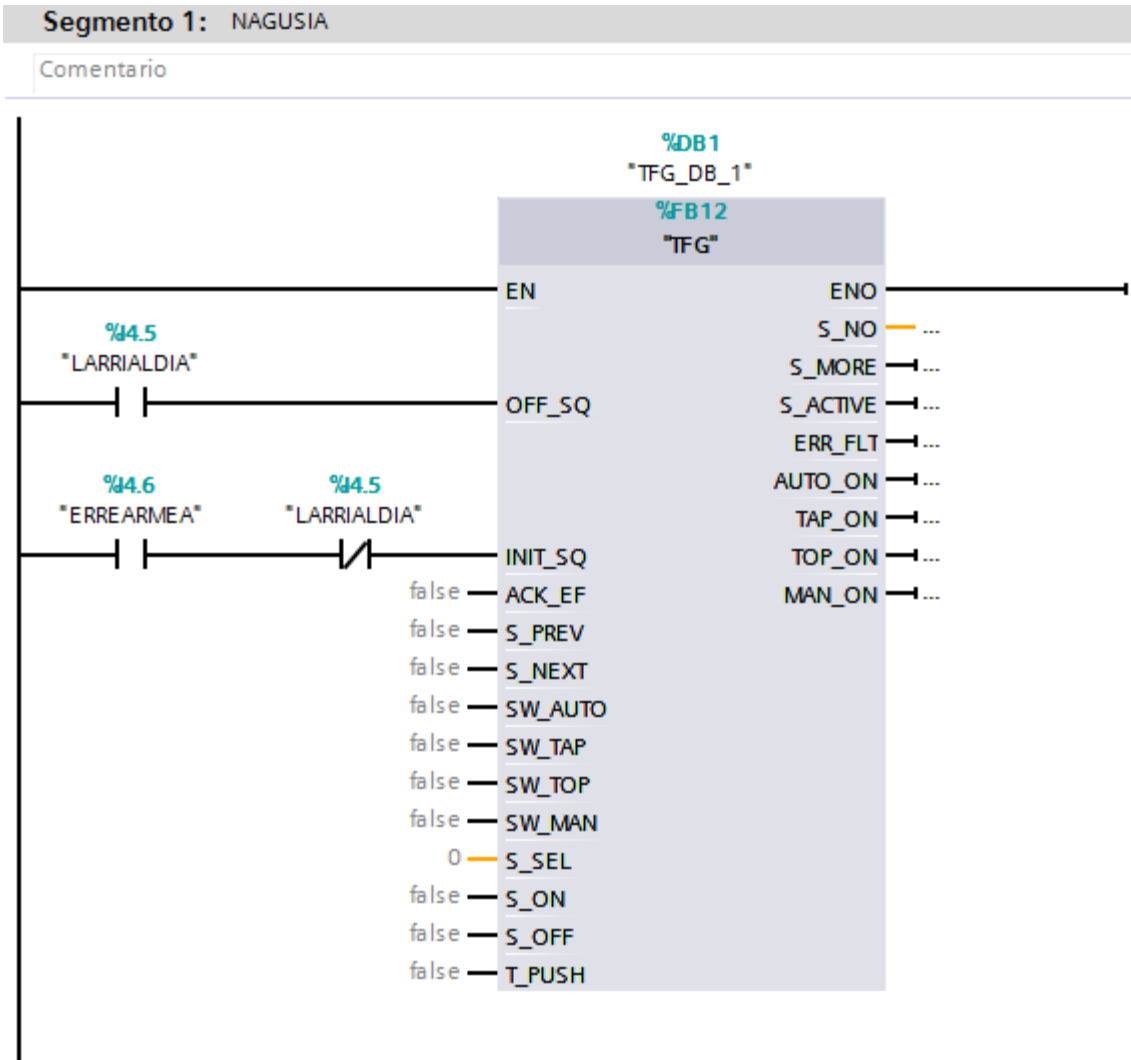 Segmento 1: NAGUSIA
Comentario
%DB1
"TFG_DB_1"
%FB12
"TFG"
EN ENO
%I4.5
"LARRIALDIA"
S_NO ...
S_MORE ...
OFF_SQ S_ACTIVE ...
ERR_FLT ...
%I4.6 %I4.5
"ERREARMEA" "LARRIALDIA"
AUTO_ON ...
TAP_ON ...
INIT_SQ TOP_ON ...
false ACK_EF MAN_ON ...
false S_PREV
false S_NEXT
false SW_AUTO
false SW_TAP
false SW_TOP
false SW_MAN
0 S_SEL
false S_ON
false S_OFF
false T_PUSH